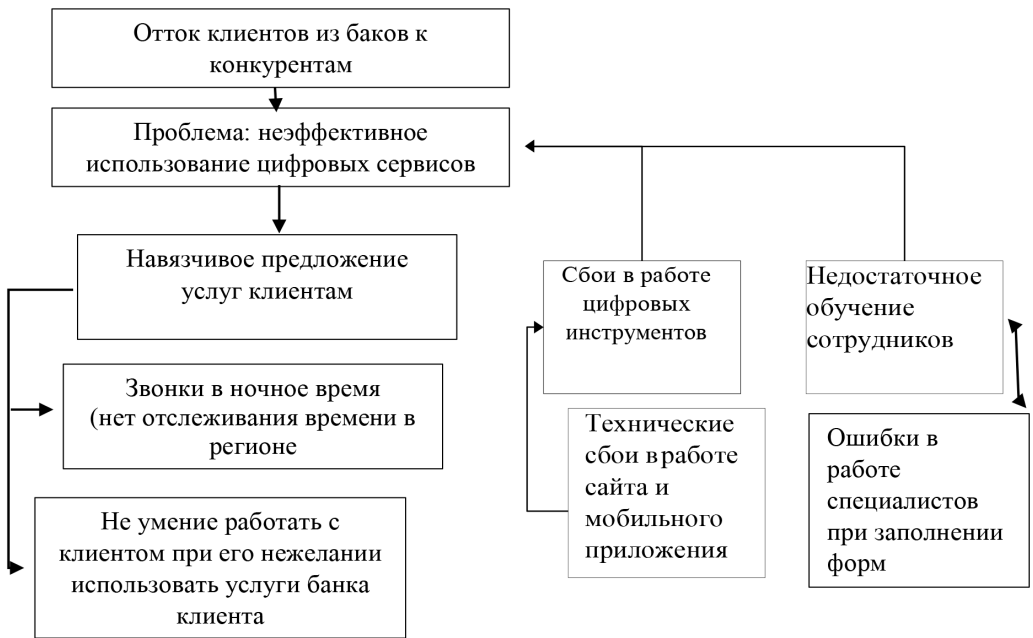 Отток клиентов из баков к
конкурентам
Проблема: неэффективное
использование цифровых сервисов
Навязчивое предложение
услуг клиентам
Звонки в ночное время
(нет отслеживания времени в
регионе
Не умение работать с
клиентом при его нежелании
использовать услуги банка
клиента
Сбои в работе
цифровых
инструментов
Технические
сбои в работе
сайта и
мобильного
приложения
Недостаточное
обучение
сотрудников
Ошибки в
работе
специалистов
при заполнении
форм